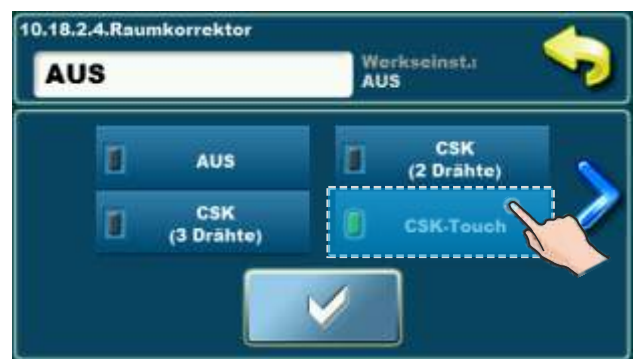 10.18.2.4.Raumkorrektor
AUS
Werkseinst.:
AUS
AUS
CSK
(2 Drähte)
CSK
(3 Drähte)
CSK-Touch